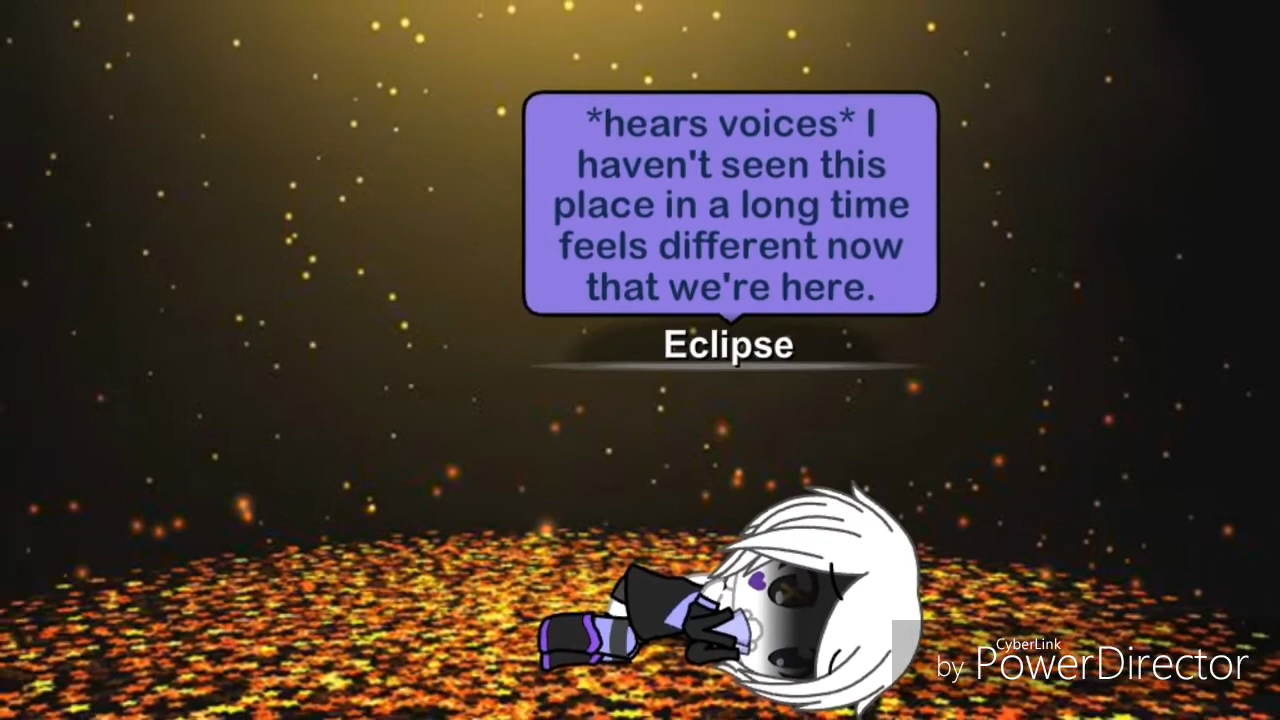 *hears voices* I
haven't seen this
place in a long time
feels different now
that we're here.
Eclipse
CyberLink
by PowerDirector